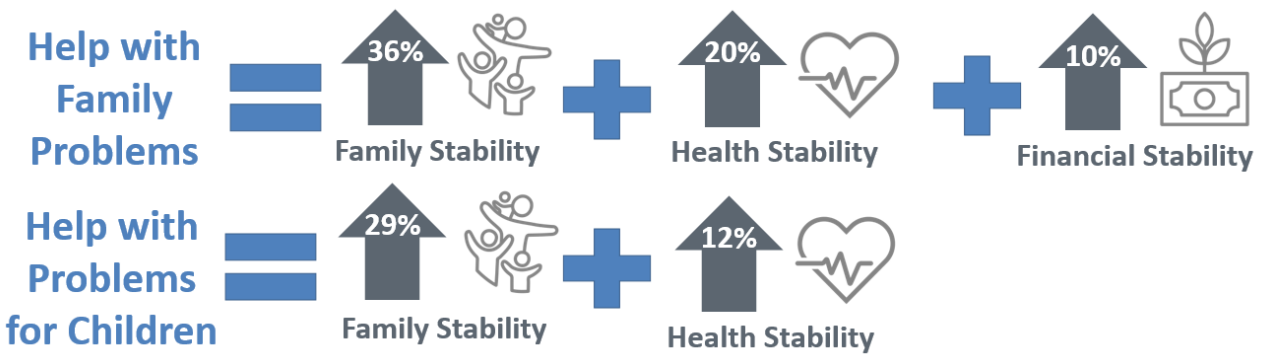 Help with
Family
Problems
36%
Family Stability
20%
Health Stability
10%
Financial Stability
Help with
Problems
for Children
29%
Family Stability
12%
Health Stability